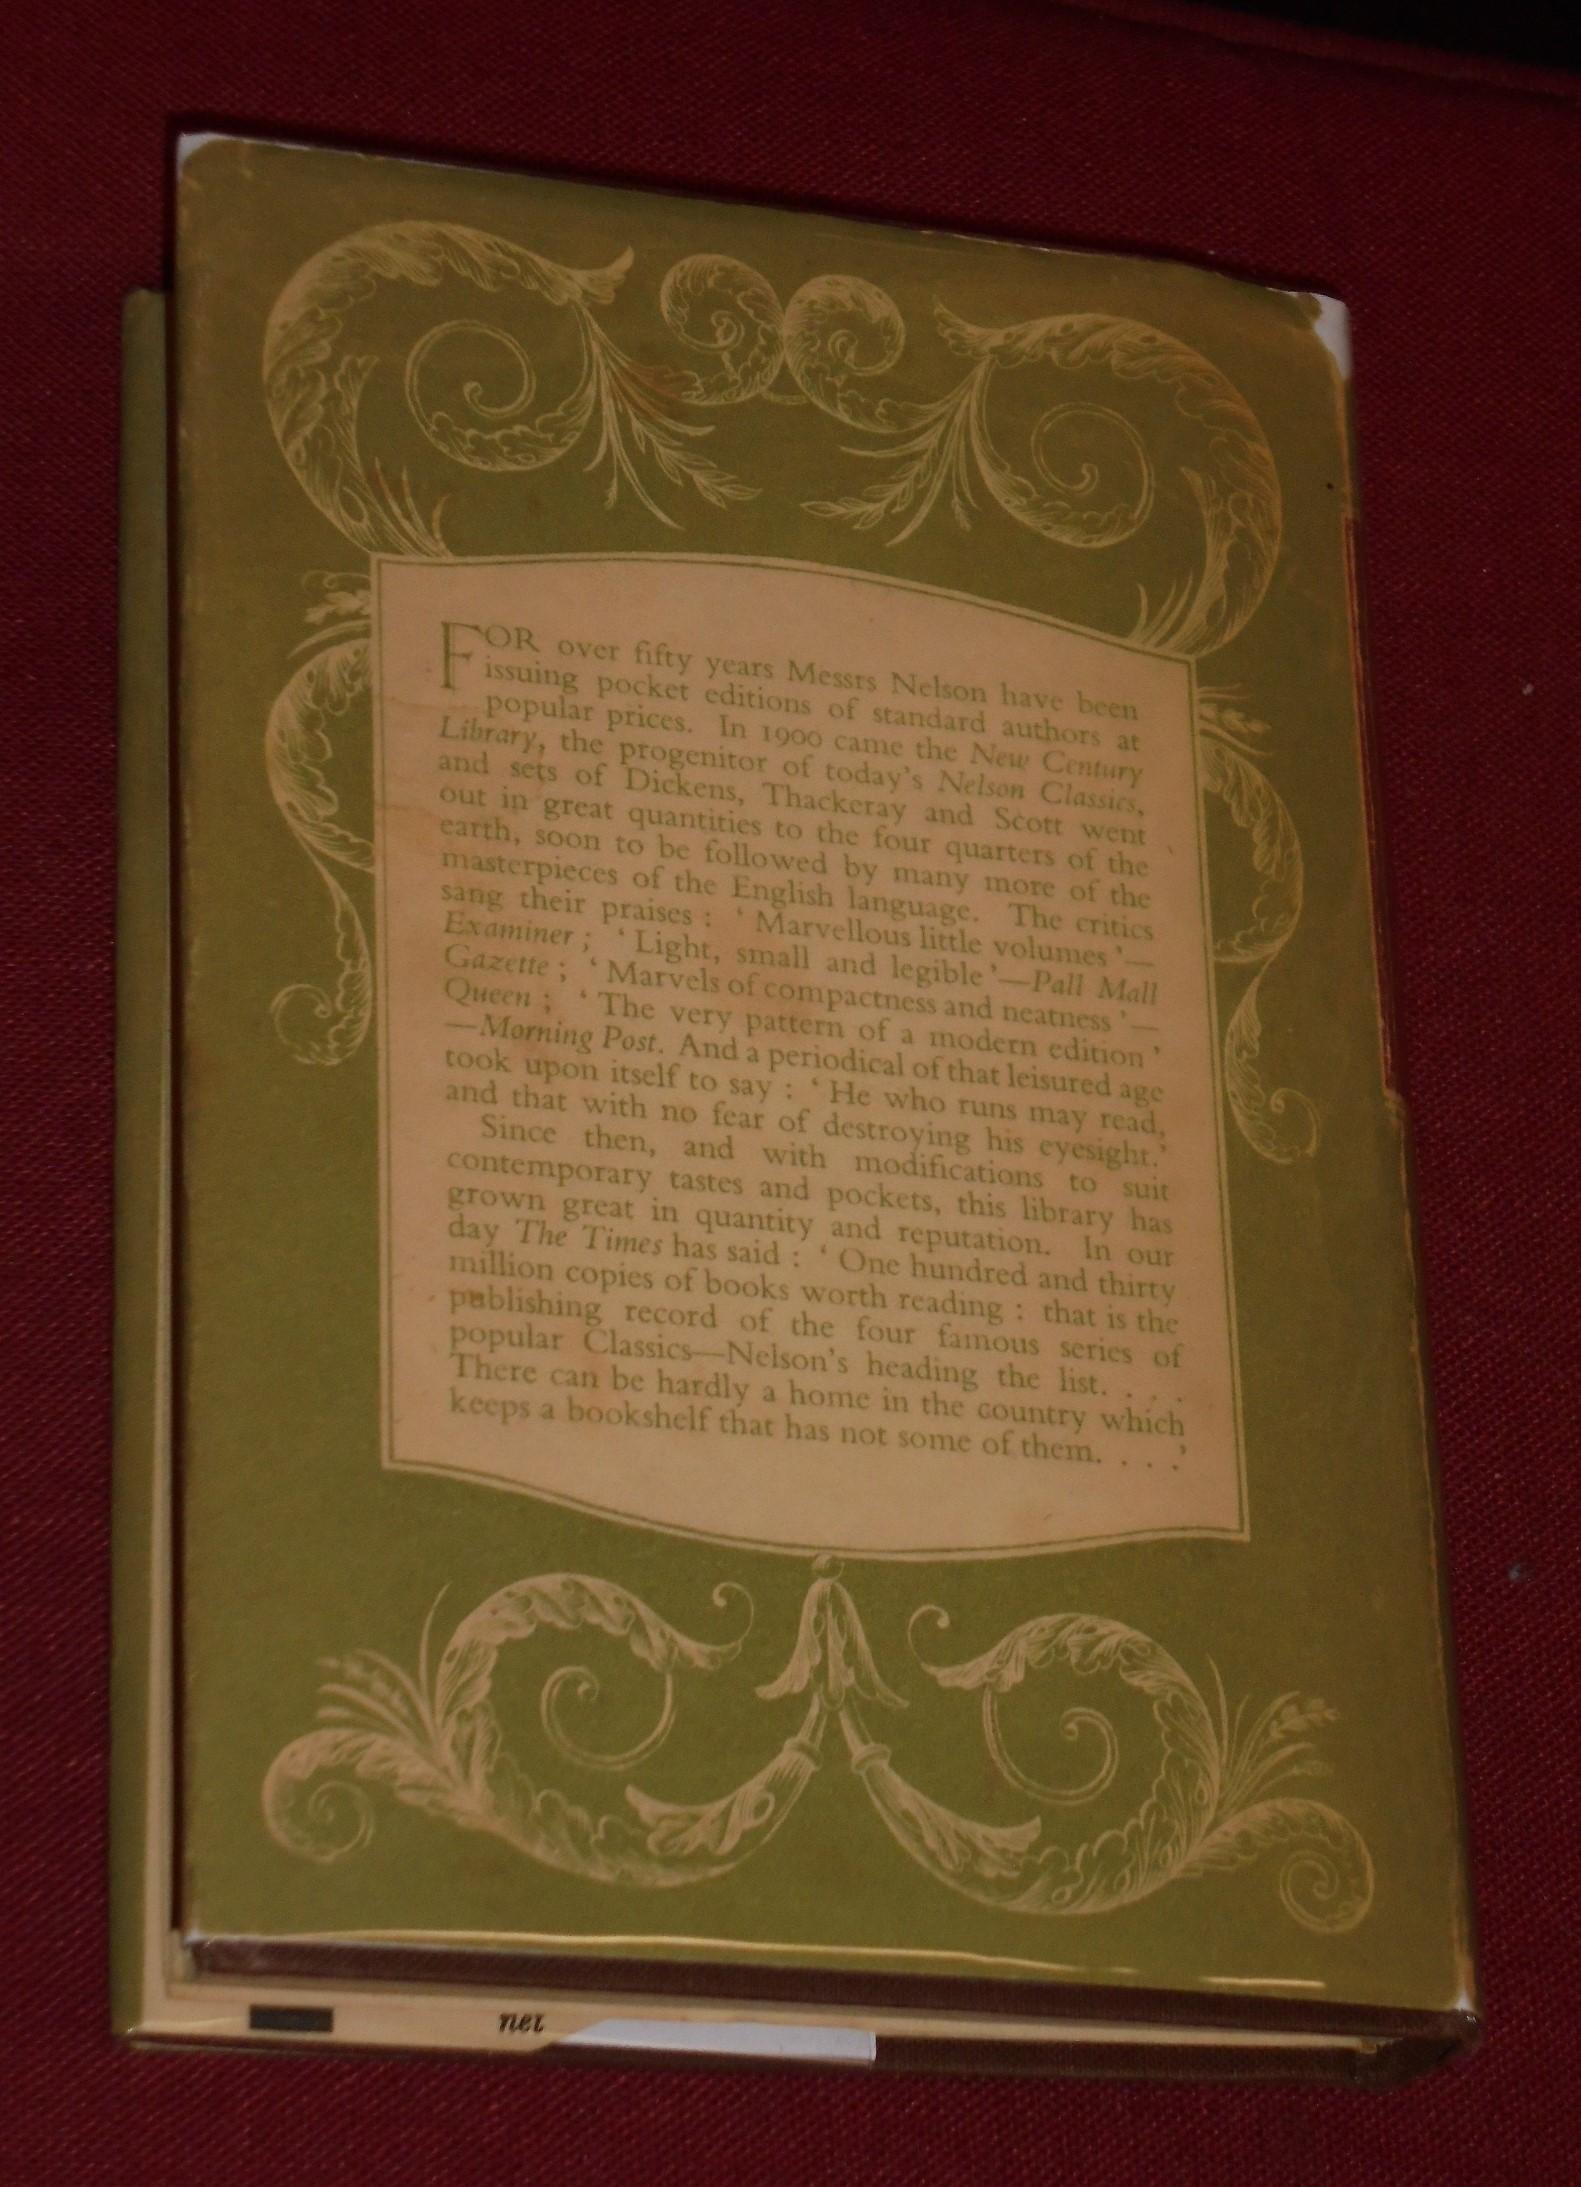 FOR over fifty years Messrs Nelson have been
issuing pocket editions of standard authors at
popular prices. In 1900 came the New Century
Library, the progenitor of today's Nelson Classics,
and sets of Dickens, Thackeray and Scott went
out in great quantities to the four quarters of the
earth, soon to be followed by many more of the
masterpieces of the English language. The critics
sang their praises : ‘ Marvellous little volumes ’—
Examiner ; ‘ Light, small and legible ’—Pall Mall
Gazette ; ‘ Marvels of compactness and neatness ’—
Queen ; ‘ The very pattern of a modern edition ’
—Morning Post. And a periodical of that leisured age
took upon itself to say : ‘ He who runs may read,
and that with no fear of destroying his eyesight.’
Since then, and with modifications to suit
contemporary tastes and pockets, this library has
grown great in quantity and reputation. In our
day The Times has said : ‘ One hundred and thirty
million copies of books worth reading : that is the
publishing record of the four famous series of
popular Classics—Nelson's heading the list. . . .
There can be hardly a home in the country which
keeps a bookshelf that has not some of them. . . .’
net